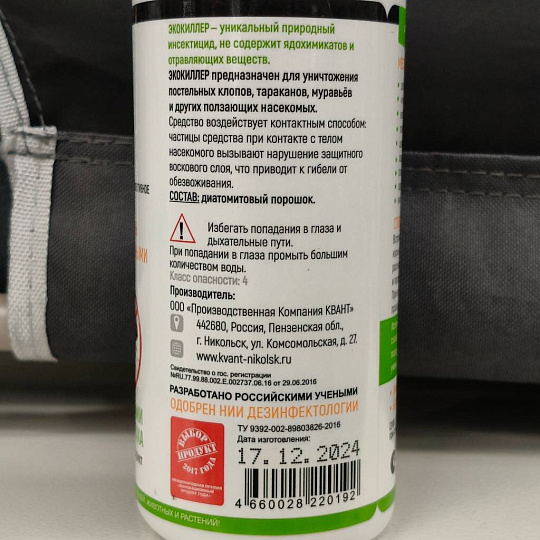 ЭКОКИЛЛЕР – уникальный природный
инсектицид, не содержит ядохимикатов и
отравляющих веществ.
ЭКОКИЛЛЕР предназначен для уничтожения
постельных клопов, тараканов, муравьёв
и других ползающих насекомых.
Средство воздействует контактным способом:
частицы средства при контакте с телом
насекомого вызывают нарушение защитного
воскового слоя, что приводит к гибели от
обезвоживания.
СОСТАВ: диатомитовый порошок.
Избегать попадания в глаза и
дыхательные пути.
При попадании в глаза промыть большим
количеством воды.
Класс опасности: 4
Производитель:
ООО «Производственная Компания КВАНТ»
442680, Россия, Пензенская обл.,
г. Никольск, ул. Комсомольская, д. 27.
www.kvant-nikolsk.ru
Свидетельство о гос. регистрации
№RU.77.99.88.002.E.002737.06.16 от 29.06.2016
РАЗРАБОТАНО РОССИЙСКИМИ УЧЕНЫМИ
ОДОБРЕН НИИ ДЕЗИНФЕКТОЛОГИИ
ТУ 9392-002-89803826-2016
Дата изготовления:
17.12.2024
ВЫБОР
ПРОДУКТ
2017 ГОДА
4 660028 220192
животных и растений!